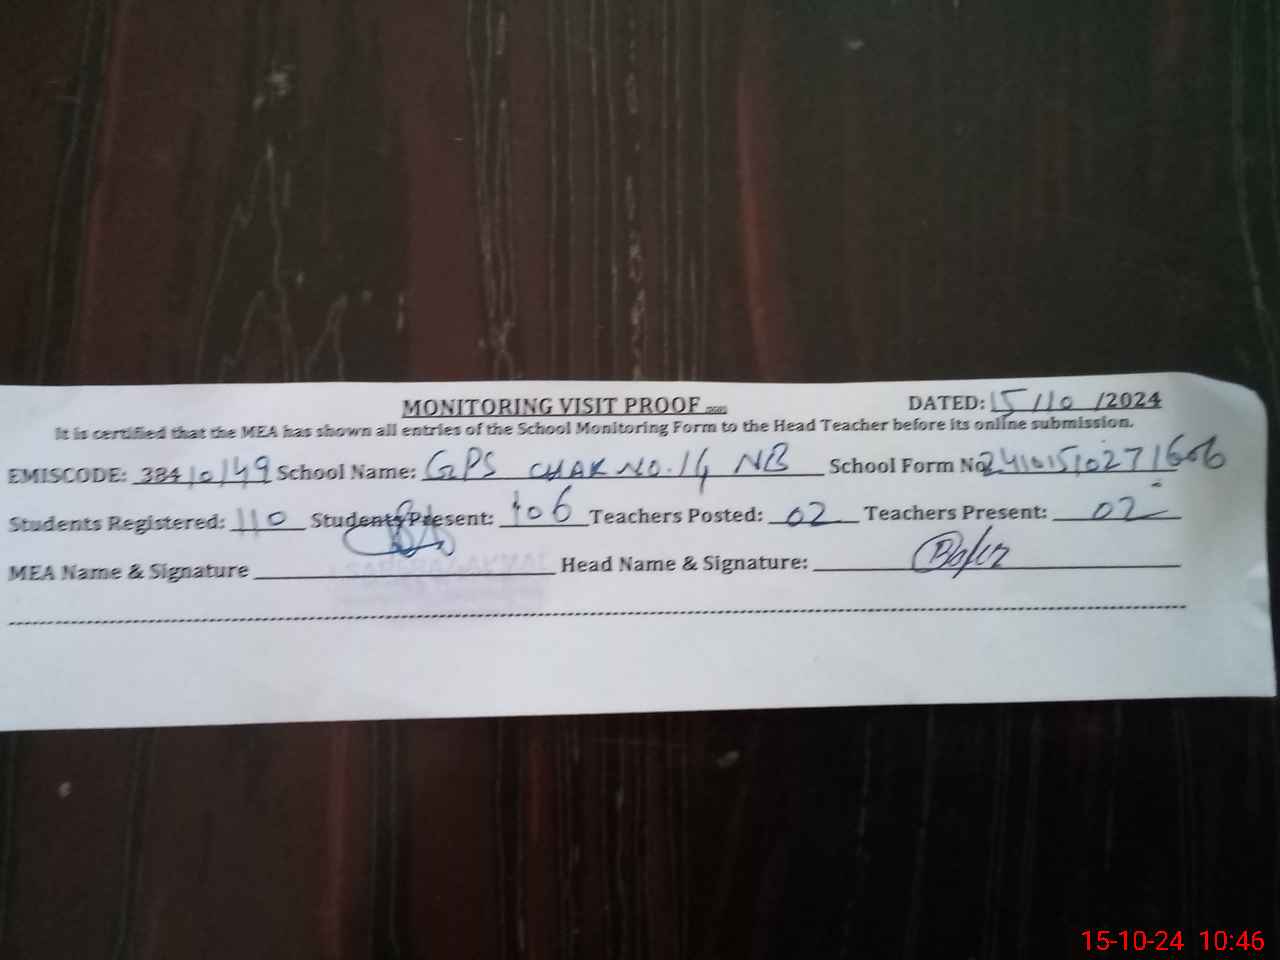 MONITORING VISIT PROOF
DATED: 15/10/2024
It is certified that the MEA has shown all entries of the School Monitoring Form to the Head Teacher before its online submission.
EMISCODE: 38410149 School Name: GPS CHAK NO.14 NB School Form No
Students Registered: 110 Students Present: 106 Teachers Posted: 02 Teachers Present: 02
MEA Name & Signature Head Name & Signature:
15-10-24 10:46